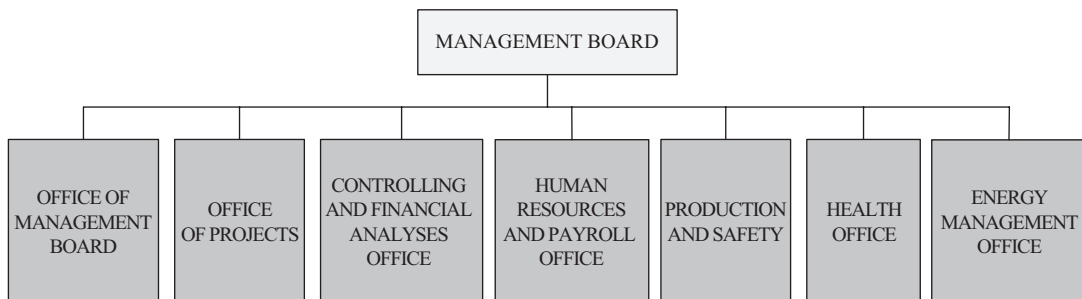 MANAGEMENT BOARD
OFFICE OF
MANAGEMENT
BOARD
OFFICE
OF PROJECTS
CONTROLLING
AND FINANCIAL
ANALYSES
OFFICE
HUMAN
RESOURCES
AND PAYROLL
OFFICE
PRODUCTION
AND SAFETY
HEALTH
OFFICE
ENERGY
MANAGEMENT
OFFICE